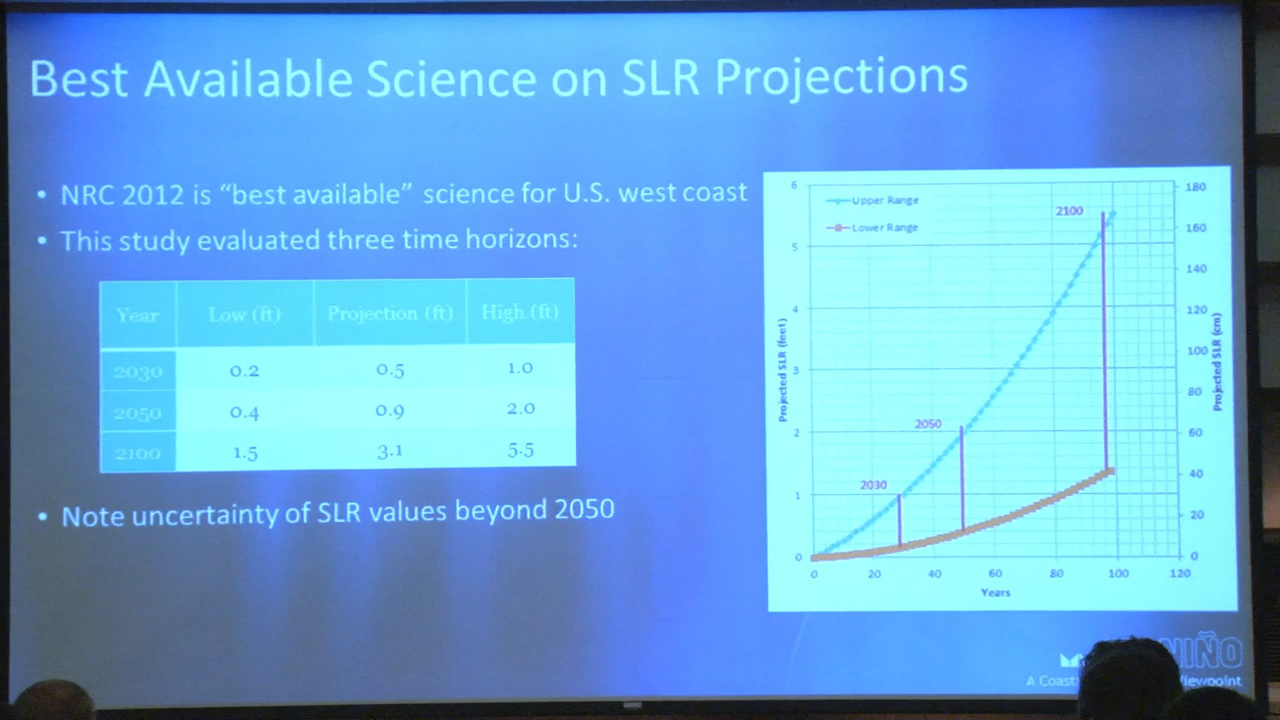 Best Available Science on SLR Projections
• NRC 2012 is “best available” science for U.S. west coast
• This study evaluated three time horizons:
Year Low (ft) Projection (ft) High (ft)
2030 0.2 0.5 1.0
2050 0.4 0.9 2.0
2100 1.5 3.1 5.5
• Note uncertainty of SLR values beyond 2050
Upper Range
Lower Range
2100
2050
2030
Projected SLR (feet)
6
5
4
3
2
1
0
180
160
140
120
100
80
60
40
20
0
Projected SLR (cm)
0 20 40 60 80 100 120
Years
NIÑO
A Coast Viewpoint